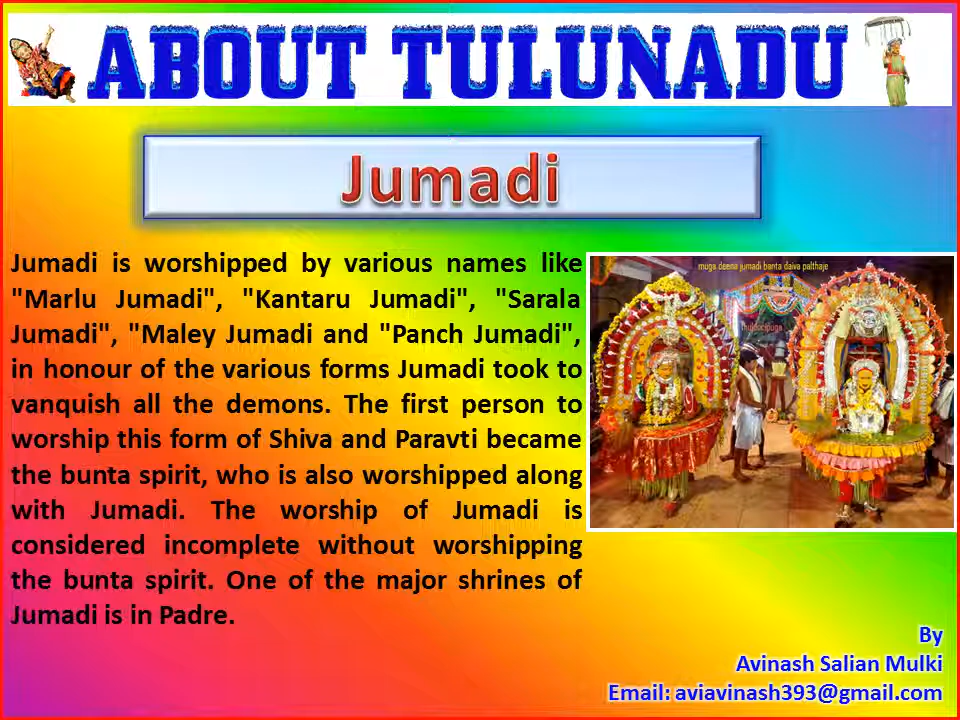 ABOUT TULUNADU
Jumadi
Jumadi is worshipped by various names like
"Marlu Jumadi", "Kantaru Jumadi", "Sarala
Jumadi", "Maley Jumadi and "Panch Jumadi",
in honour of the various forms Jumadi took to
vanquish all the demons. The first person to
worship this form of Shiva and Paravti became
the bunta spirit, who is also worshipped along
with Jumadi. The worship of Jumadi is
considered incomplete without worshipping
the bunta spirit. One of the major shrines of
Jumadi is in Padre.
muga deena jumadi banta daiva palthaje
By
Avinash Salian Mulki
Email: aviavinash393@gmail.com